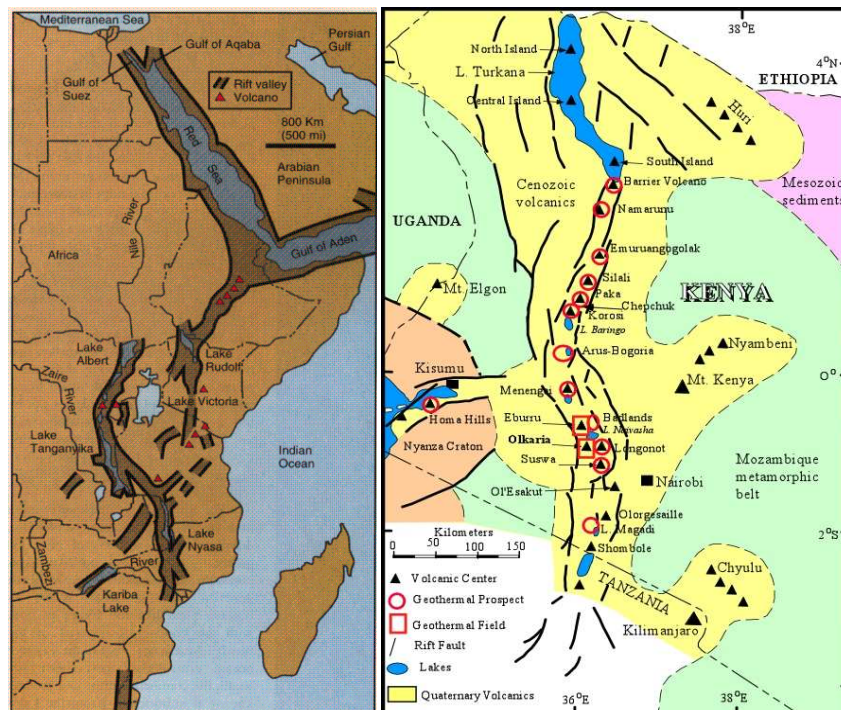 Mediterranean Sea
Gulf of Aqaba
Persian
Gulf
Gulf of
Suez
Rift valley
Volcano
800 Km
(500 mi)
Red
Sea
Arabian
Peninsula
Nile
River
Africa
Gulf of Aden
Lake
Albert
Lake
Rudolf
Zaire
River
Lake Victoria
Lake
Tanganyika
Indian
Ocean
Lake
Nyasa
Zambezi
River
Kariba
Lake
38°E
4°N
North Island
L. Turkana
ETHIOPIA
Central Island
Huri
South Island
Barrier Volcano
Cenozoic
volcanics
Mesozoic
sediments
Namarunu
UGANDA
Emuruangogolak
Silali
Mt. Elgon
Paka
Chepchuk
KENYA
Korosi
L. Baringo
Arus-Bogoria
Nyambeni
Kisumu
0°
Menengai
Mt. Kenya
Homa Hills
Eburru
Badlands
L. Naivasha
Nyanza Craton
Olkaria
Longonot
Suswa
Nairobi
Mozambique
metamorphic
belt
Ol'Esakut
Olorgesaille
Kilometers
0 50 100 150
L. Magadi
2°S
Shombole
Chyulu
TANZANIA
Kilimanjaro
Volcanic Center
Geothermal Prospect
Geothermal Field
Rift Fault
Lakes
Quaternary Volcanics
36°E
38°E